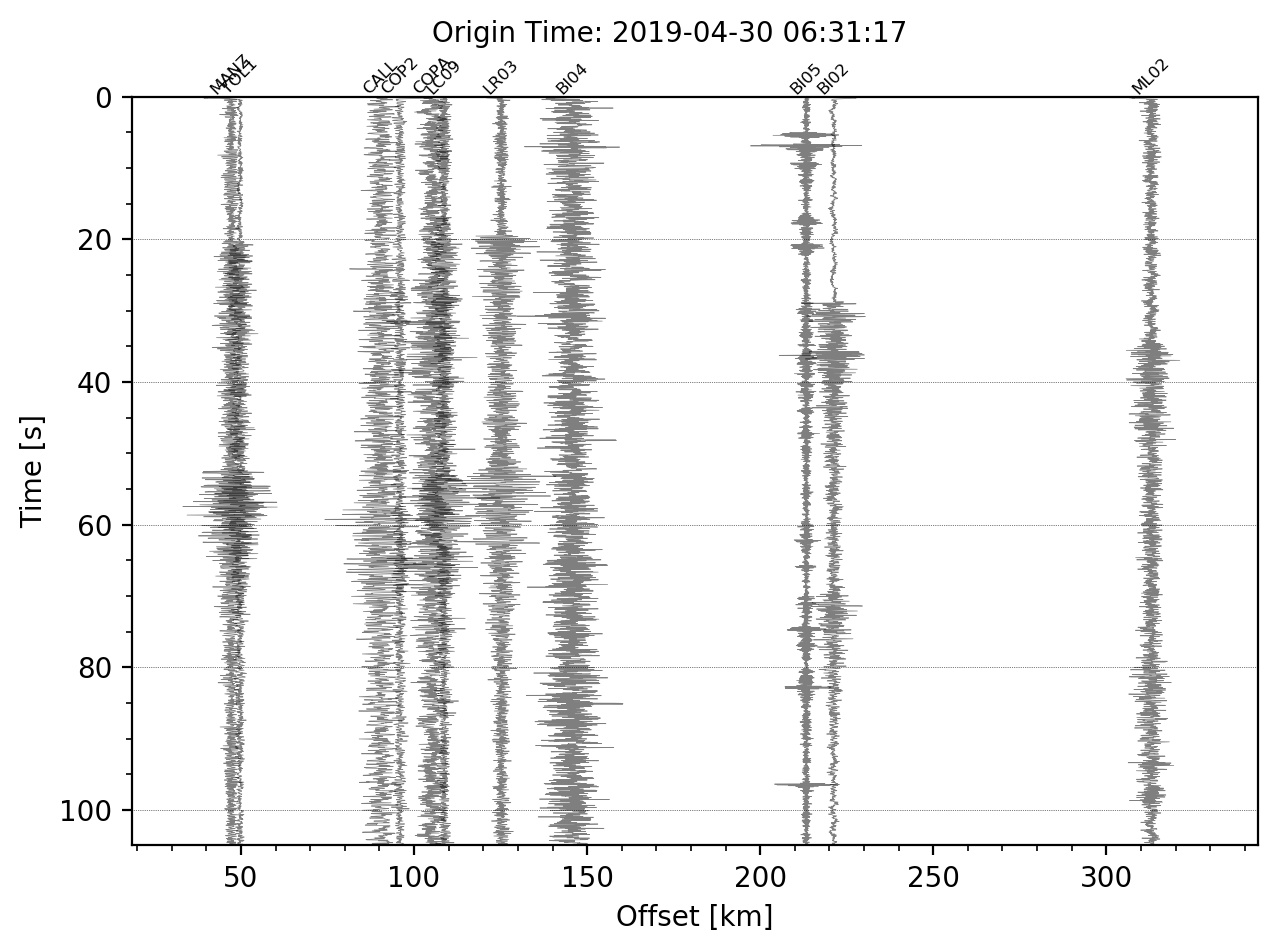 Origin Time: 2019-04-30 06:31:17
MANZ
TOL1
CALL
COP2
COPA
LC09
LR03
BI04
BI05
BI02
ML02
0
20
40
60
80
100
Time [s]
50
100
150
200
250
300
Offset [km]